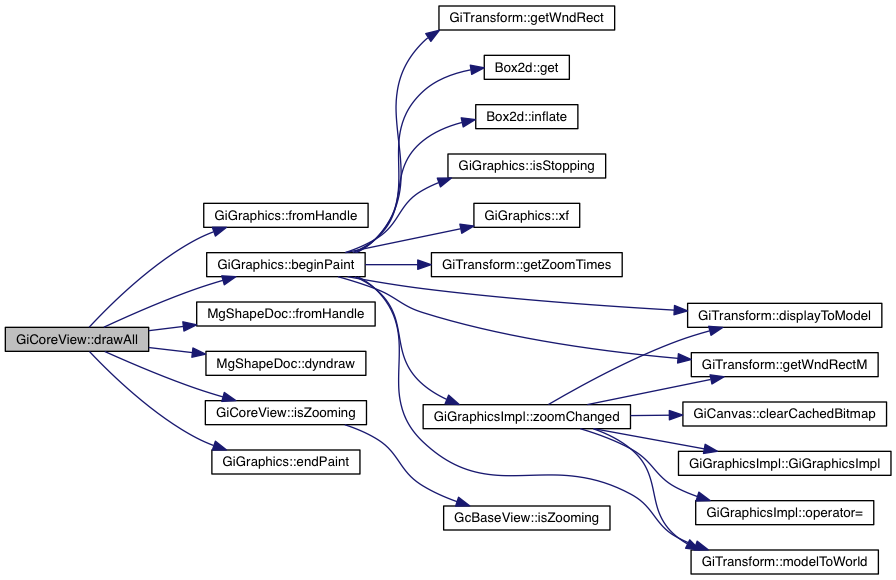 GiTransform::getWndRect
Box2d::get
Box2d::inflate
GiGraphics::isStopping
GiGraphics::fromHandle
GiGraphics::xf
GiGraphics::beginPaint
GiTransform::getZoomTimes
MgShapeDoc::fromHandle
GiTransform::displayToModel
GiCoreView::drawAll
MgShapeDoc::dyndraw
GiTransform::getWndRectM
GiCoreView::isZooming
GiGraphicsImpl::zoomChanged
GiCanvas::clearCachedBitmap
GiGraphics::endPaint
GiGraphicsImpl::GiGraphicsImpl
GcBaseView::isZooming
GiGraphicsImpl::operator=
GiTransform::modelToWorld